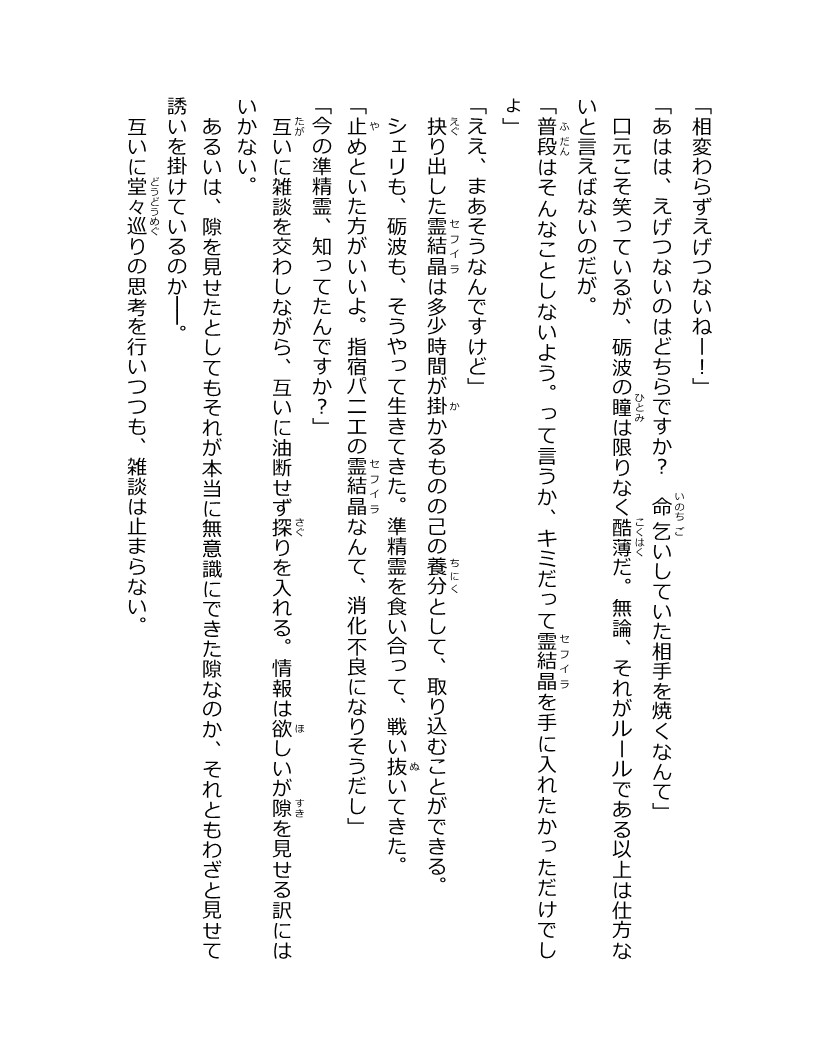 「相変わらずえげつないねー！」
「あはは、えげつないのはどちらですか？　命乞いしていた相手を焼くなんて」
　口元こそ笑っているが、砺波の瞳は限りなく酷薄だ。無論、それがルールである以上は仕方な
いと言えばないのだが。
「普段はそんなことしないよう。って言うか、キミだって霊結晶を手に入れたかっただけでし
ょ」
「ええ、まあそうなんですけど」
　抉り出した霊結晶は多少時間が掛かるものの己の養分として、取り込むことができる。
　シェリも、砺波も、そうやって生きてきた。準精霊を食い合って、戦い抜いてきた。
「止めといた方がいいよ。指宿パニエの霊結晶なんて、消化不良になりそうだし」
「今の準精霊、知ってたんですか？」
　互いに雑談を交わしながら、互いに油断せず探りを入れる。情報は欲しいが隙を見せる訳には
いかない。
　あるいは、隙を見せたとしてもそれが本当に無意識にできた隙なのか、それともわざと見せて
誘いを掛けているのか──。
　互いに堂々巡りの思考を行いつつも、雑談は止まらない。